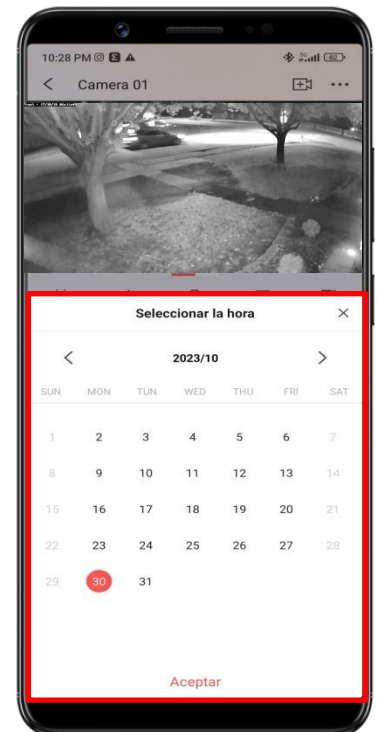 10:28 PM
Camera 01
Seleccionar la hora
2023/10
SUN MON TUN WED THU FRI SAT
1 2 3 4 5 6 7
8 9 10 11 12 13 14
15 16 17 18 19 20 21
22 23 24 25 26 27 28
29 30 31
Aceptar